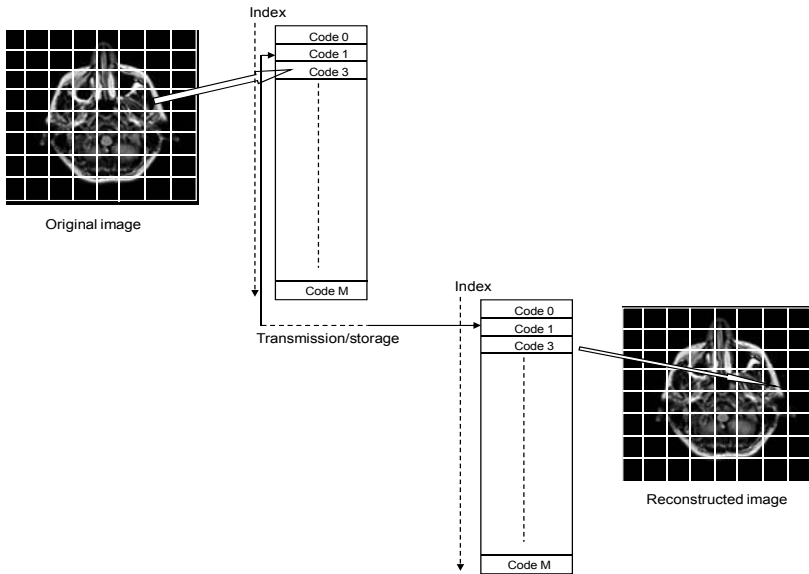 Index
Code 0
Code 1
Code 3
Original image
Code M
Index
Code 0
Transmission/storage
Code 1
Code 3
Reconstructed image
Code M